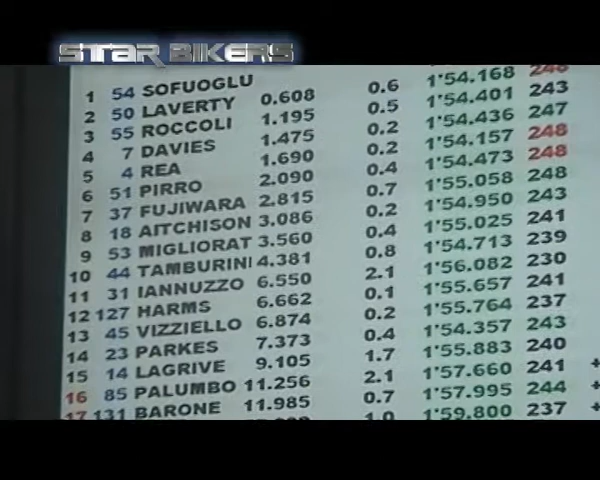 STAR BIKERS
1 54 SOFUOGLU
2 50 LAVERTY 0.608 0.6 1'54.168 248
3 55 ROCCOLI 1.195 0.5 1'54.401 243
4 7 DAVIES 1.475 0.2 1'54.436 247
5 4 REA 1.690 0.2 1'54.157 248
6 51 PIRRO 2.090 0.4 1'54.473 248
7 37 FUJIWARA 2.815 0.7 1'55.058 248
8 18 AITCHISON 3.086 0.2 1'54.950 243
9 53 MIGLIORAT 3.560 0.4 1'55.025 241
10 44 TAMBURINI 4.381 0.8 1'54.713 239
11 31 IANNUZZO 6.550 2.1 1'56.082 230
12 127 HARMS 6.662 0.1 1'55.657 241
13 45 VIZZIELLO 6.874 0.2 1'55.764 237
14 23 PARKES 7.373 0.4 1'54.357 243
15 14 LAGRIVE 9.105 1.7 1'55.883 240
16 85 PALUMBO 11.256 2.1 1'57.660 241 +
17 131 BARONE 11.985 0.7 1'57.995 244 +
1.0 1'59.800 237 +